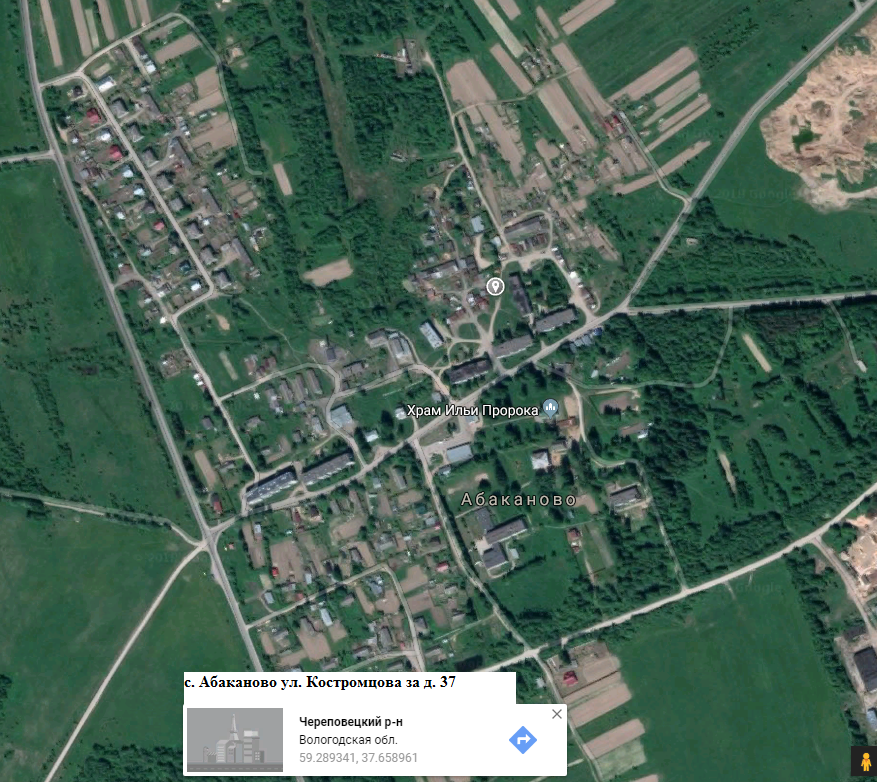 Храм Ильи Пророка
Абаканово
с. Абаканово ул. Костромцова за д. 37
Череповецкий р-н
Вологодская обл.
59.289341, 37.658961